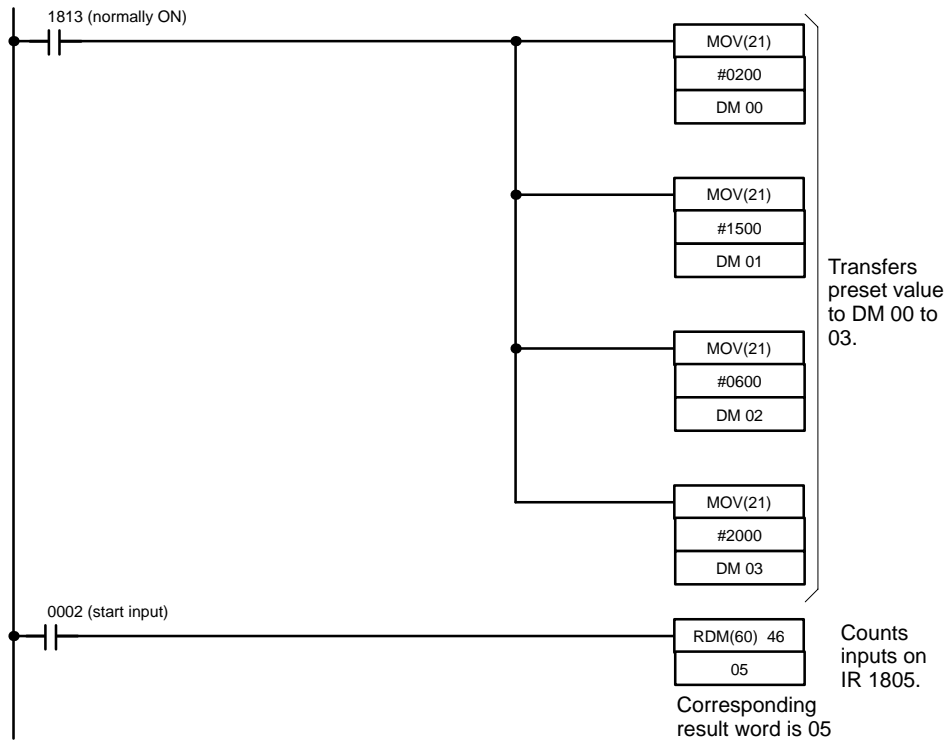 1813 (normally ON)
MOV(21)
#0200
DM 00
MOV(21)
#1500
DM 01
Transfers
preset value
to DM 00 to
03.
MOV(21)
#0600
DM 02
MOV(21)
#2000
DM 03
0002 (start input)
RDM(60) 46
05
Counts
inputs on
IR 1805.
Corresponding
result word is 05